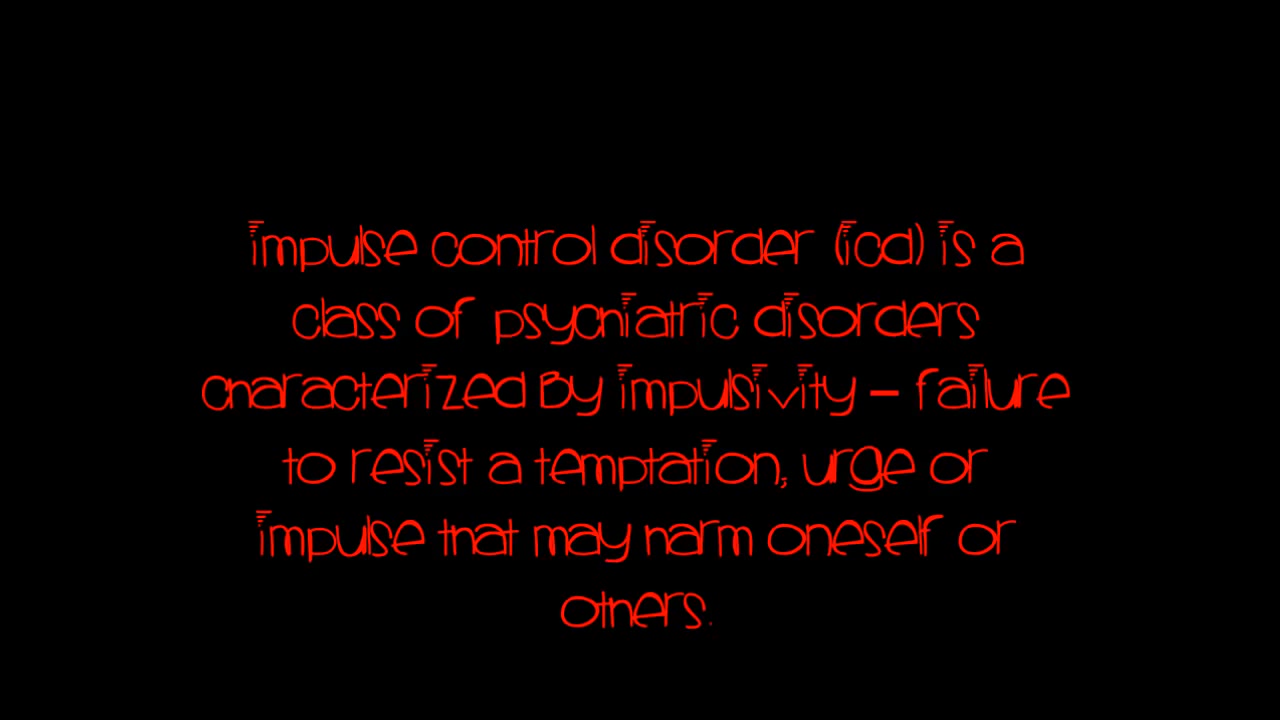 impulse control disorder (icd) is a
class of psychiatric disorders
characterized By impulsivity – failure
to resist a temptation, urge or
impulse that may harm oneself or
others.